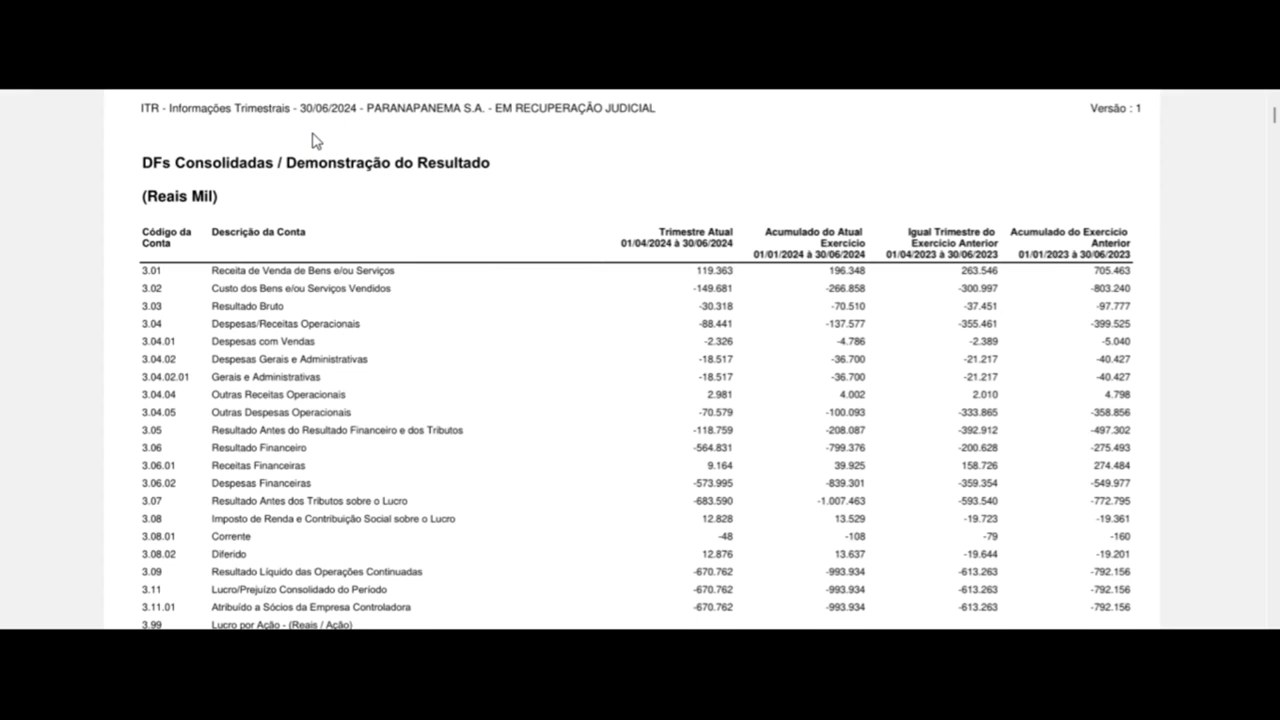 ITR - Informações Trimestrais - 30/06/2024 - PARANAPANEMA S.A. - EM RECUPERAÇÃO JUDICIAL Versão : 1
DFs Consolidadas / Demonstração do Resultado
(Reais Mil)
Código da Conta Descrição da Conta Trimestre Atual 01/04/2024 à 30/06/2024 Acumulado do Atual Exercício 01/01/2024 à 30/06/2024 Igual Trimestre do Exercício Anterior 01/04/2023 à 30/06/2023 Acumulado do Exercício Anterior 01/01/2023 à 30/06/2023
3.01 Receita de Venda de Bens e/ou Serviços 119.363 196.348 263.546 705.463
3.02 Custo dos Bens e/ou Serviços Vendidos -149.681 -266.858 -300.997 -803.240
3.03 Resultado Bruto -30.318 -70.510 -37.451 -97.777
3.04 Despesas/Receitas Operacionais -88.441 -137.577 -355.461 -399.525
3.04.01 Despesas com Vendas -2.326 -4.786 -2.389 -5.040
3.04.02 Despesas Gerais e Administrativas -18.517 -36.700 -21.217 -40.427
3.04.02.01 Gerais e Administrativas -18.517 -36.700 -21.217 -40.427
3.04.04 Outras Receitas Operacionais 2.981 4.002 2.010 4.798
3.04.05 Outras Despesas Operacionais -70.579 -100.093 -333.865 -358.856
3.05 Resultado Antes do Resultado Financeiro e dos Tributos -118.759 -208.087 -392.912 -497.302
3.06 Resultado Financeiro -564.831 -799.376 -200.628 -275.493
3.06.01 Receitas Financeiras 9.164 39.925 158.726 274.484
3.06.02 Despesas Financeiras -573.995 -839.301 -359.354 -549.977
3.07 Resultado Antes dos Tributos sobre o Lucro -683.590 -1.007.463 -593.540 -772.795
3.08 Imposto de Renda e Contribuição Social sobre o Lucro 12.828 13.529 -19.723 -19.361
3.08.01 Corrente -48 -108 -79 -160
3.08.02 Diferido 12.876 13.637 -19.644 -19.201
3.09 Resultado Líquido das Operações Continuadas -670.762 -993.934 -613.263 -792.156
3.11 Lucro/Prejuízo Consolidado do Período -670.762 -993.934 -613.263 -792.156
3.11.01 Atribuído a Sócios da Empresa Controladora -670.762 -993.934 -613.263 -792.156
3.99 Lucro por Ação - (Reais / Ação)